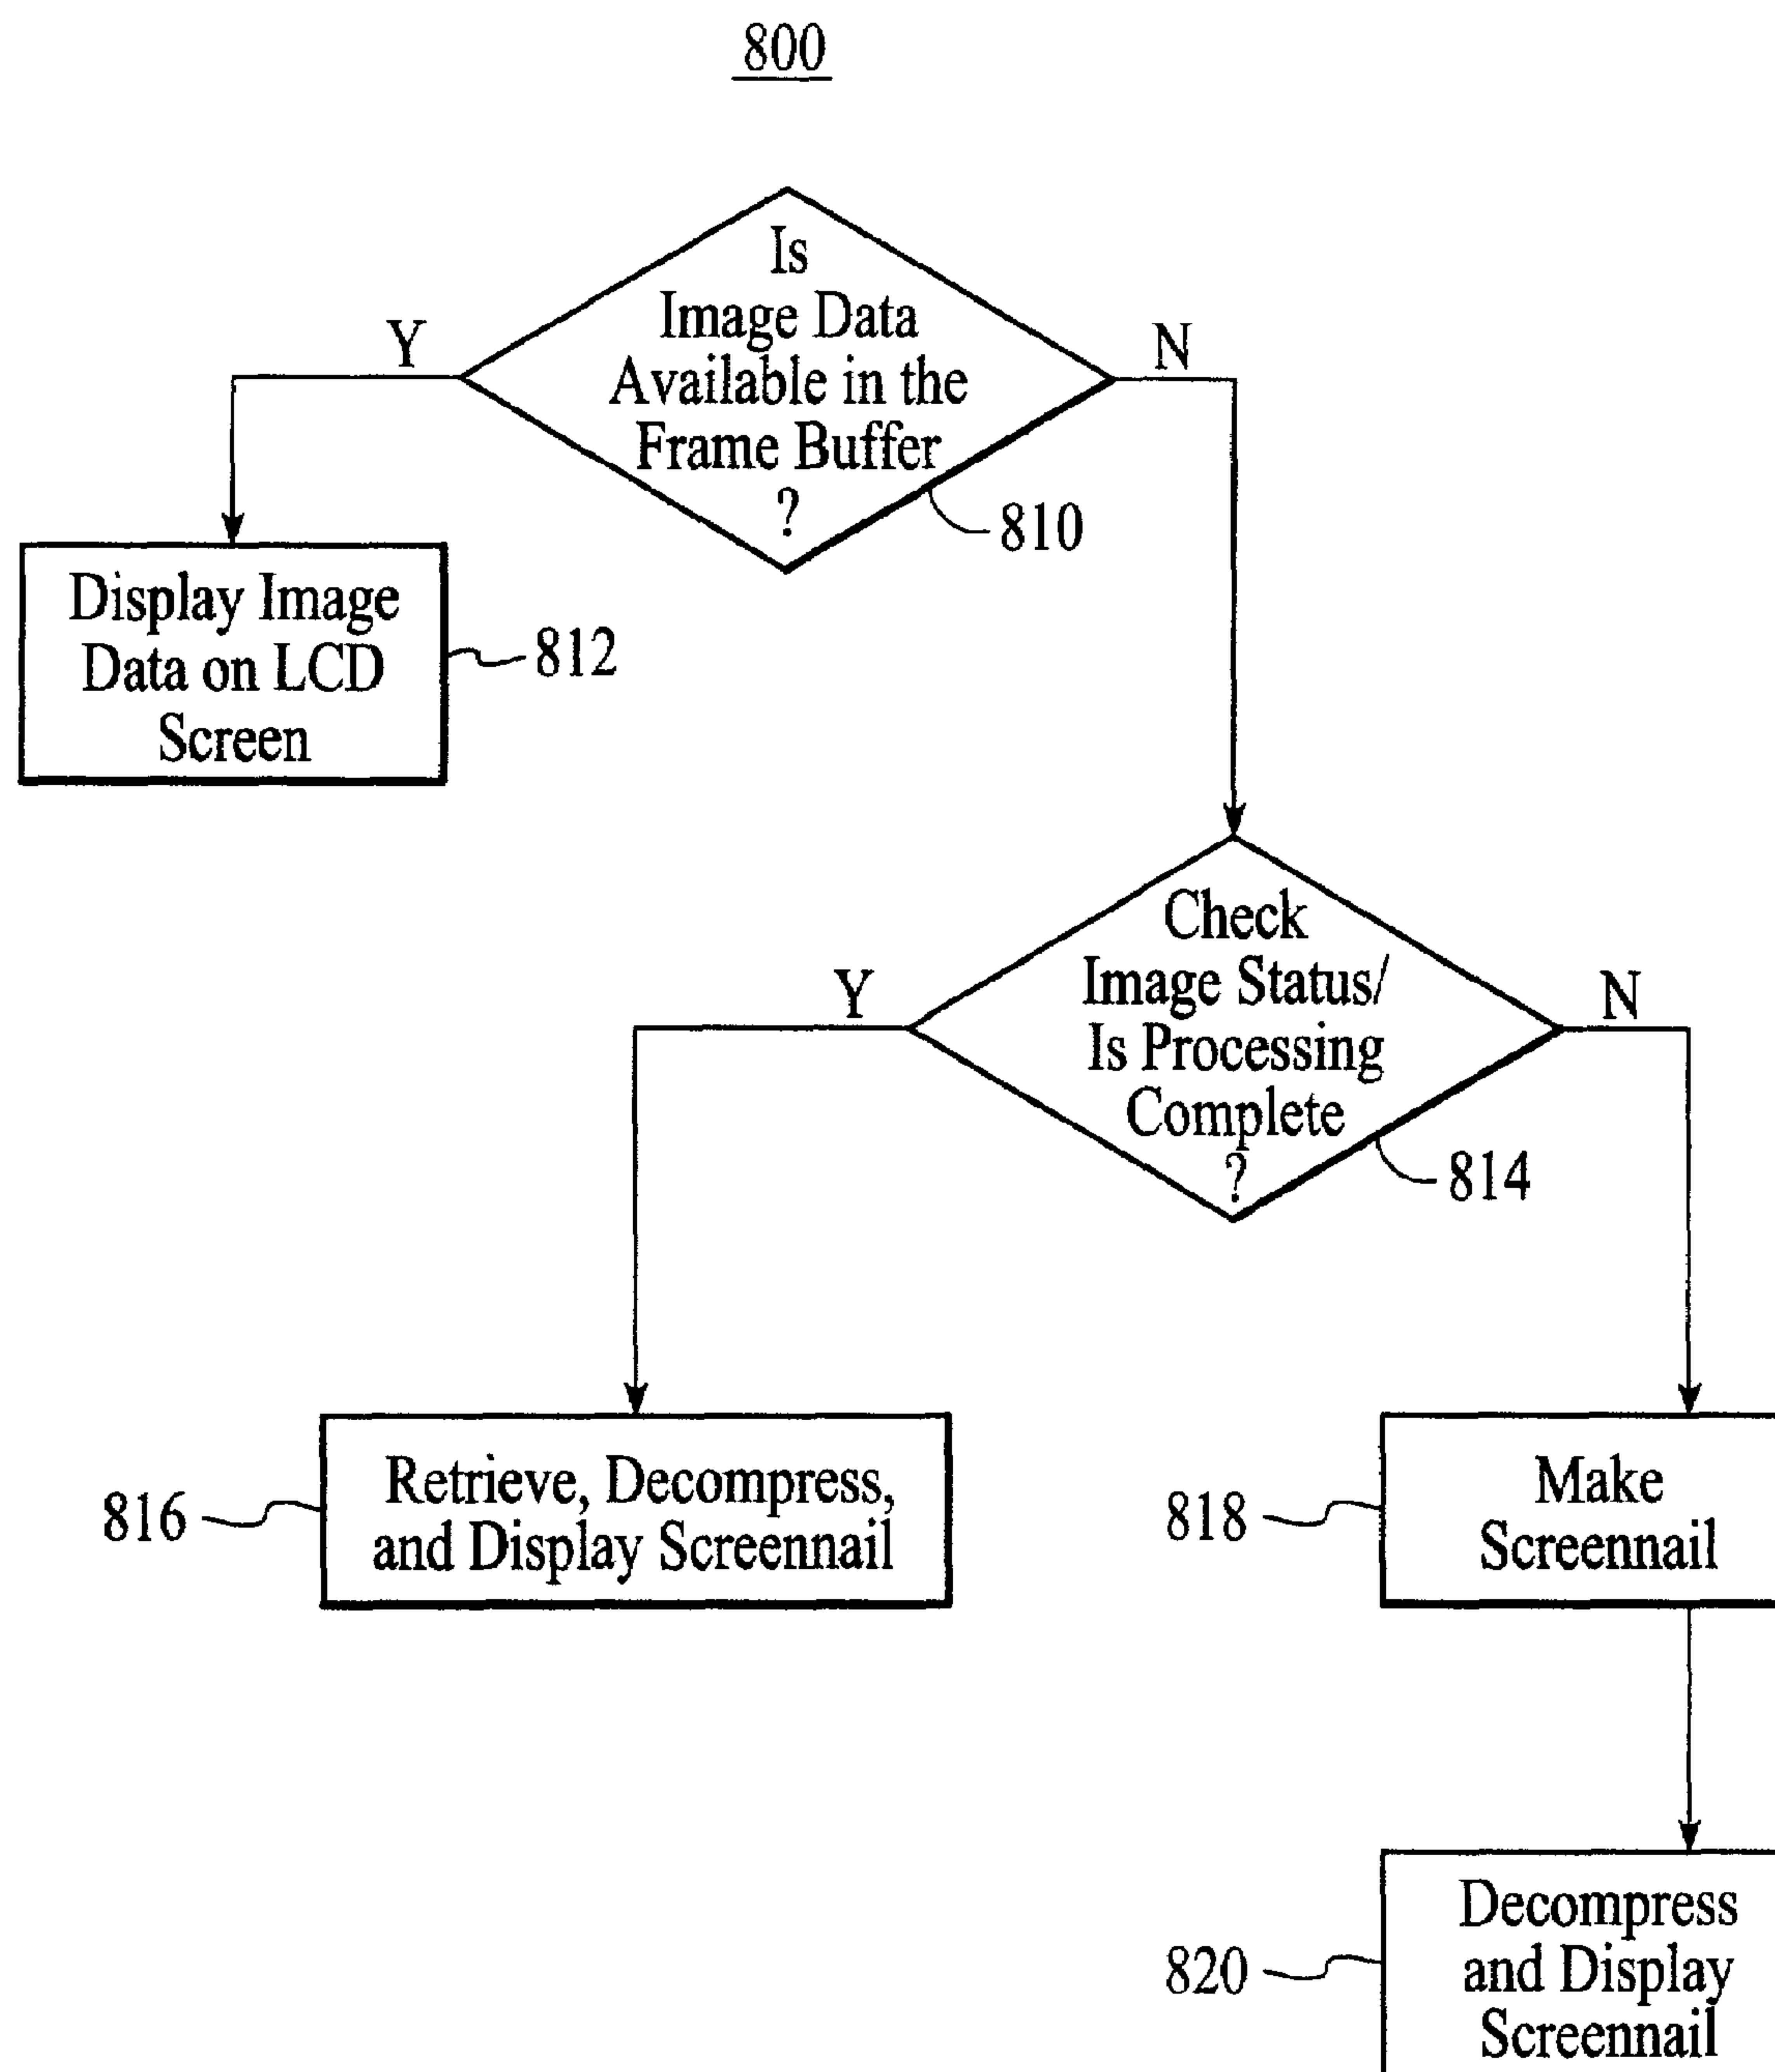 800
Is
Image Data
Available in the
Frame Buffer
?
Y
N
810
Display Image
Data on LCD
Screen
812
Check
Image Status/
Is Processing
Complete
?
Y
N
814
Retrieve, Decompress,
and Display Screennail
816
Make
Screennail
818
Decompress
and Display
Screennail
820